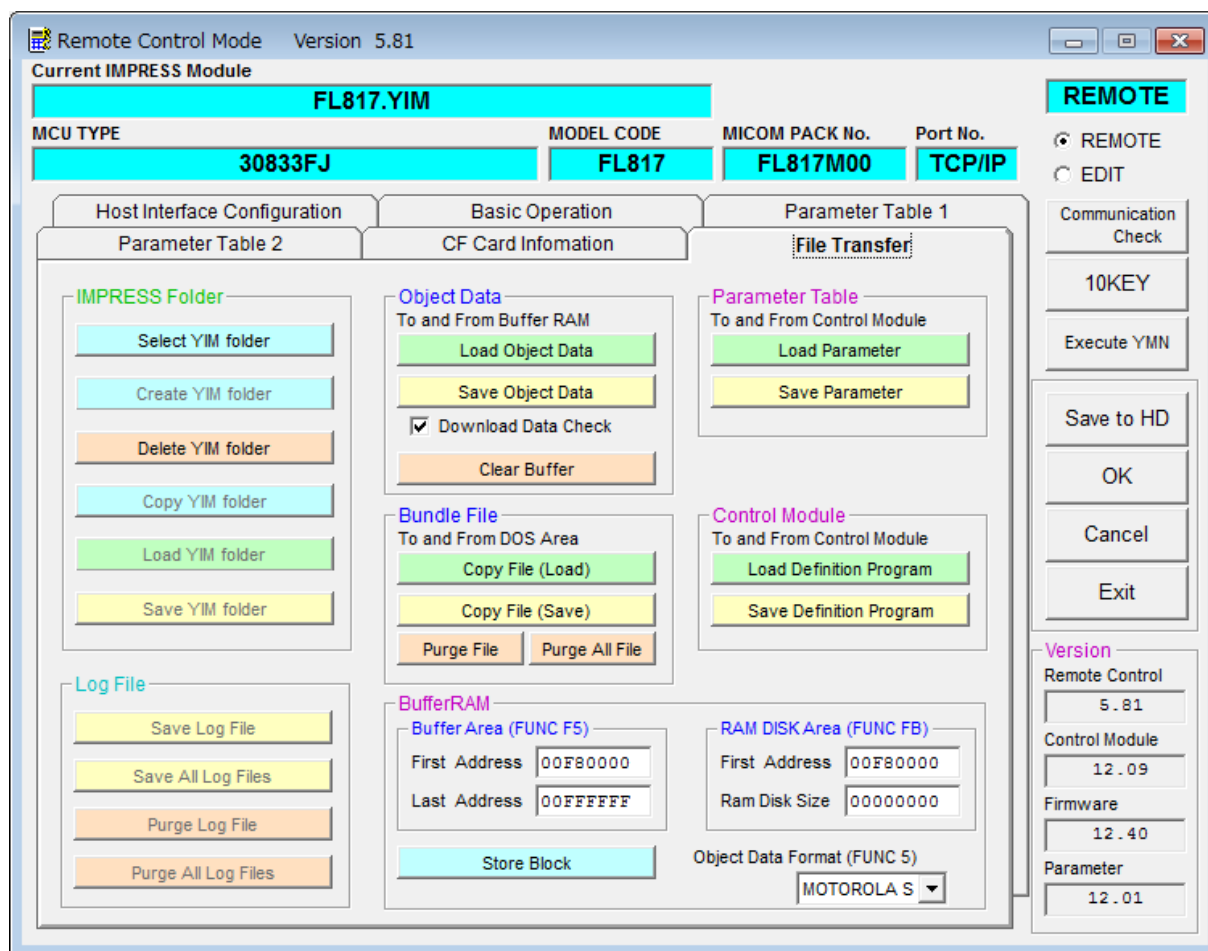 Remote Control Mode Version 5.81
Current IMPRESS Module
FL817.YIM
REMOTE
MCU TYPE MODEL CODE MICOM PACK No. Port No.
30833FJ FL817 FL817M00 TCP/IP
REMOTE
EDIT
Host Interface Configuration Basic Operation Parameter Table 1
Parameter Table 2 CF Card Infomation File Transfer
IMPRESS Folder
Select YIM folder
Create YIM folder
Delete YIM folder
Copy YIM folder
Load YIM folder
Save YIM folder
Log File
Save Log File
Save All Log Files
Purge Log File
Purge All Log Files
Object Data
To and From Buffer RAM
Load Object Data
Save Object Data
Download Data Check
Clear Buffer
Bundle File
To and From DOS Area
Copy File (Load)
Copy File (Save)
Purge File Purge All File
Parameter Table
To and From Control Module
Load Parameter
Save Parameter
Control Module
To and From Control Module
Load Definition Program
Save Definition Program
BufferRAM
Buffer Area (FUNC F5)
First Address 00F80000
Last Address 00FFFFFF
RAM DISK Area (FUNC FB)
First Address 00F80000
Ram Disk Size 00000000
Store Block
Object Data Format (FUNC 5)
MOTOROLA S
Communication
Check
10KEY
Execute YMN
Save to HD
OK
Cancel
Exit
Version
Remote Control
5.81
Control Module
12.09
Firmware
12.40
Parameter
12.01